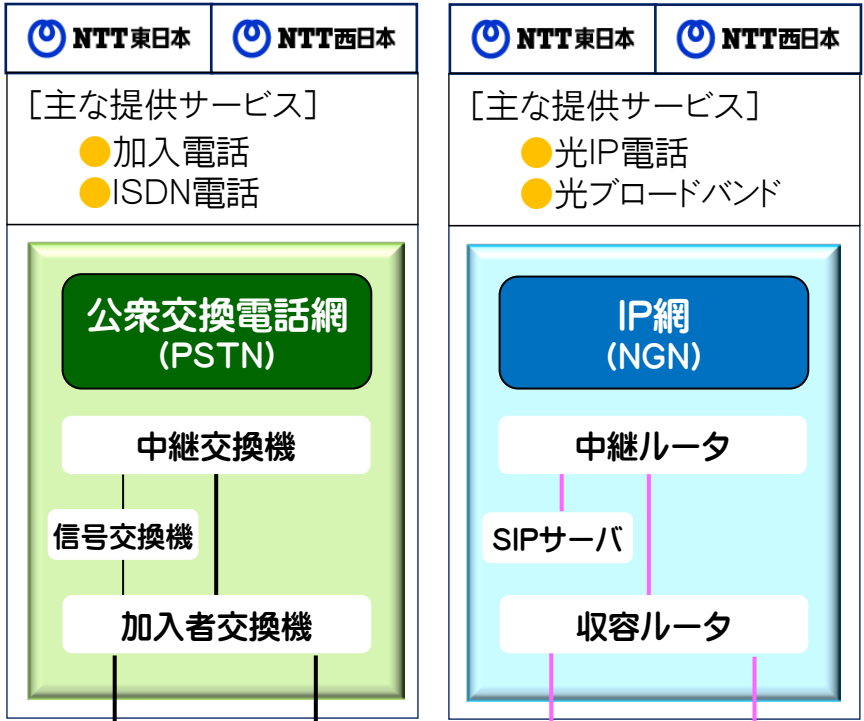 NTT東日本
NTT西日本
[主な提供サービス]
●加入電話
●ISDN電話
公衆交換電話網
(PSTN)
中継交換機
信号交換機
加入者交換機
NTT東日本
NTT西日本
[主な提供サービス]
●光IP電話
●光ブロードバンド
IP網
(NGN)
中継ルータ
SIPサーバ
収容ルータ